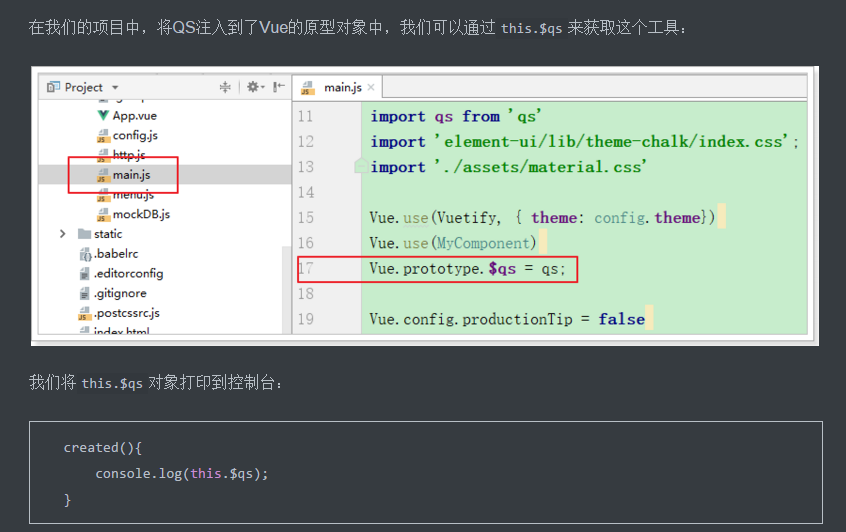 在我们的项目中，将QS注入到了Vue的原型对象中，我们可以通过 this.$qs 来获取这个工具：
Project
main.js
App.vue
config.js
http.js
main.js
menu.js
mockDB.js
static
.babelrc
.editorconfig
.gitignore
.postcssrc.js
index.html
11 import qs from 'qs'
12 import 'element-ui/lib/theme-chalk/index.css';
13 import './assets/material.css'
14
15 Vue.use(Vuetify, { theme: config.theme})
16 Vue.use(MyComponent)
17 Vue.prototype.$qs = qs;
18
19 Vue.config.productionTip = false
我们将 this.$qs 对象打印到控制台：
created(){
console.log(this.$qs);
}